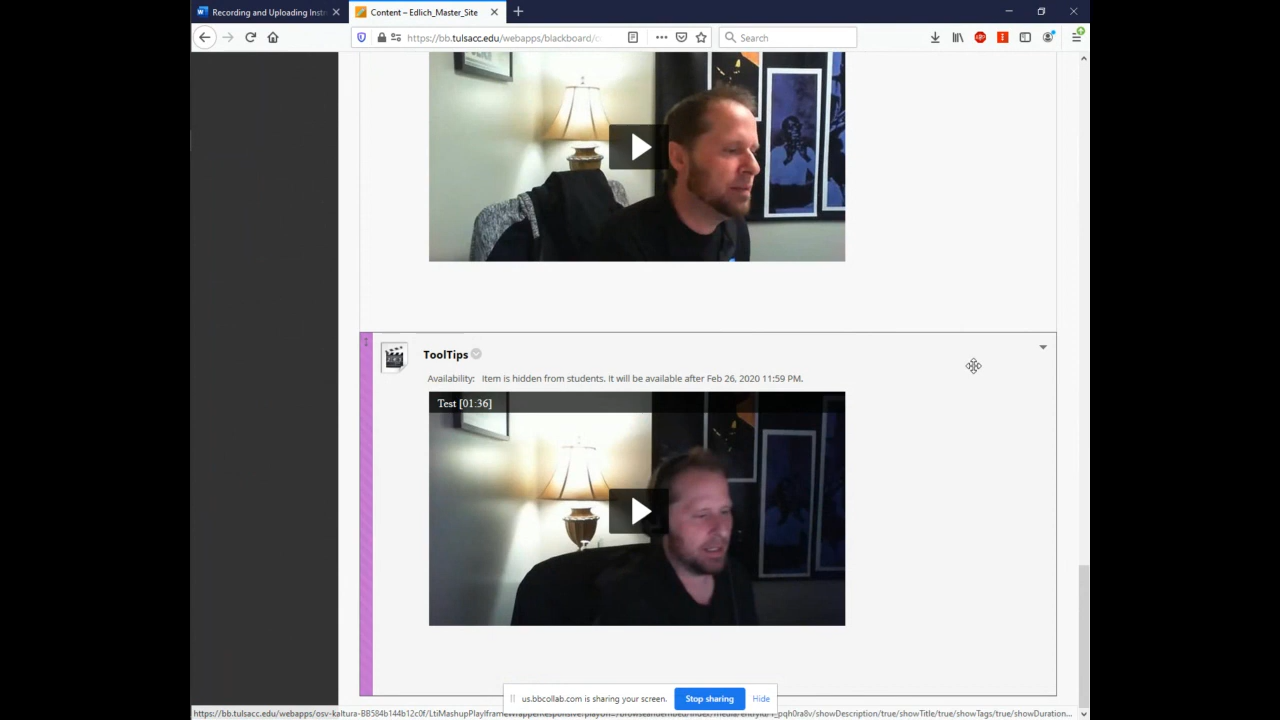 Recording and Uploading Instr
Content – Edlich_Master_Site
https://bb.tulsacc.edu/webapps/blackboard/c
Search
ToolTips
Availability: Item is hidden from students. It will be available after Feb 26, 2020 11:59 PM.
Test [01:36]
us.bbcollab.com is sharing your screen.
Stop sharing
Hide